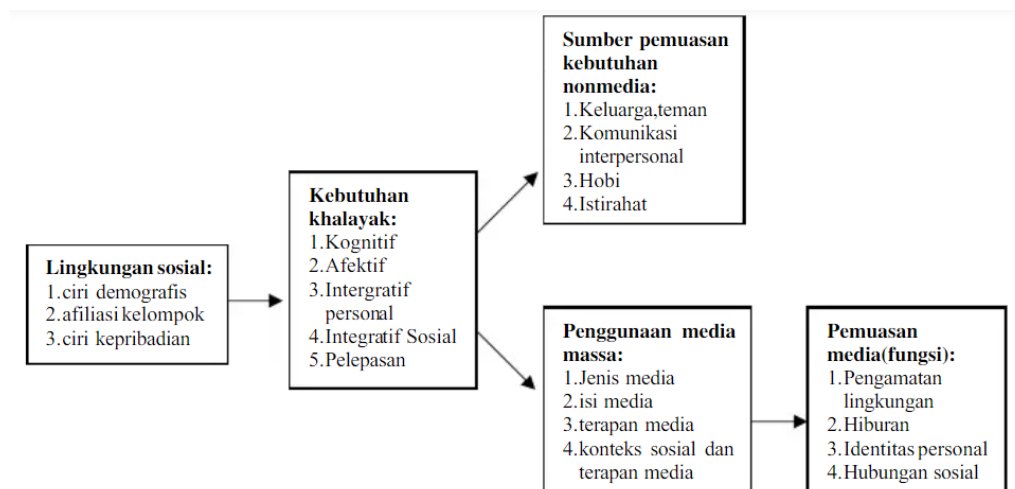 Lingkungan sosial:
1.ciri demografis
2.afiliasi kelompok
3.ciri kepribadian
Kebutuhan
khalayak:
1.Kognitif
2.Afektif
3.Intergratif
personal
4.Integratif Sosial
5.Pelepasan
Sumber pemuasan
kebutuhan
nonmedia:
1.Keluarga,teman
2.Komunikasi
interpersonal
3.Hobi
4.Istirahat
Penggunaan media
massa:
1.Jenis media
2.isi media
3.terapan media
4.konteks sosial dan
terapan media
Pemuasan
media(fungsi):
1.Pengamatan
lingkungan
2.Hiburan
3.Identitas personal
4.Hubungan sosial